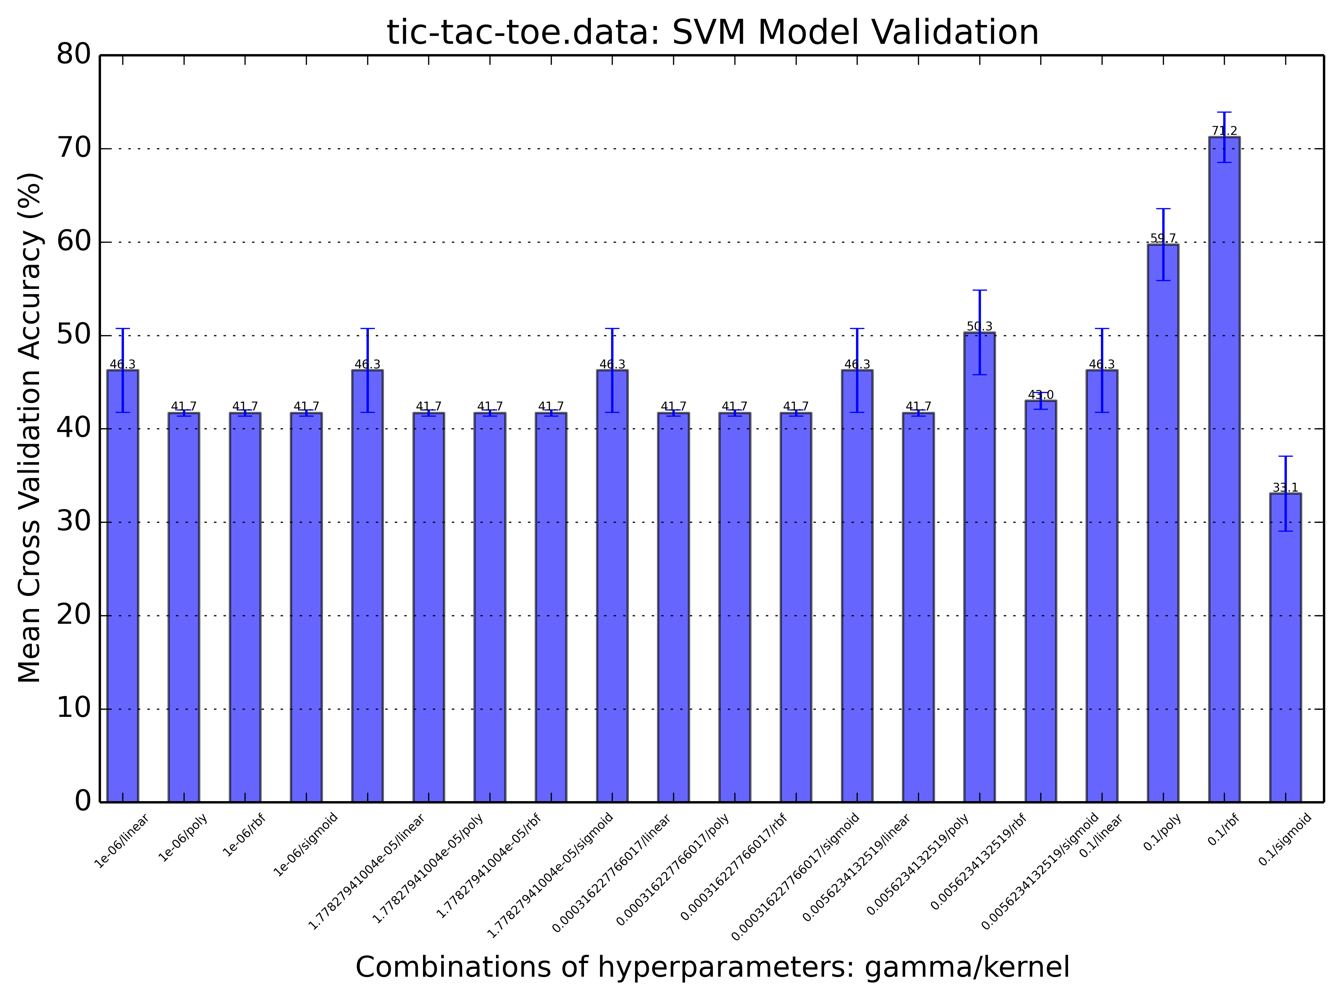 tic-tac-toe.data: SVM Model Validation
Mean Cross Validation Accuracy (%)
80
70
60
50
40
30
20
10
0
46.3
41.7
41.7
41.7
46.3
41.7
41.7
41.7
46.3
41.7
41.7
41.7
46.3
41.7
50.3
43.0
46.3
59.7
71.2
33.1
1e-06/linear
1e-06/poly
1e-06/rbf
1e-06/sigmoid
1.77827941004e-05/linear
1.77827941004e-05/poly
1.77827941004e-05/rbf
1.77827941004e-05/sigmoid
0.000316227766017/linear
0.000316227766017/poly
0.000316227766017/rbf
0.000316227766017/sigmoid
0.0056234132519/linear
0.0056234132519/poly
0.0056234132519/rbf
0.0056234132519/sigmoid
0.1/linear
0.1/poly
0.1/rbf
0.1/sigmoid
Combinations of hyperparameters: gamma/kernel